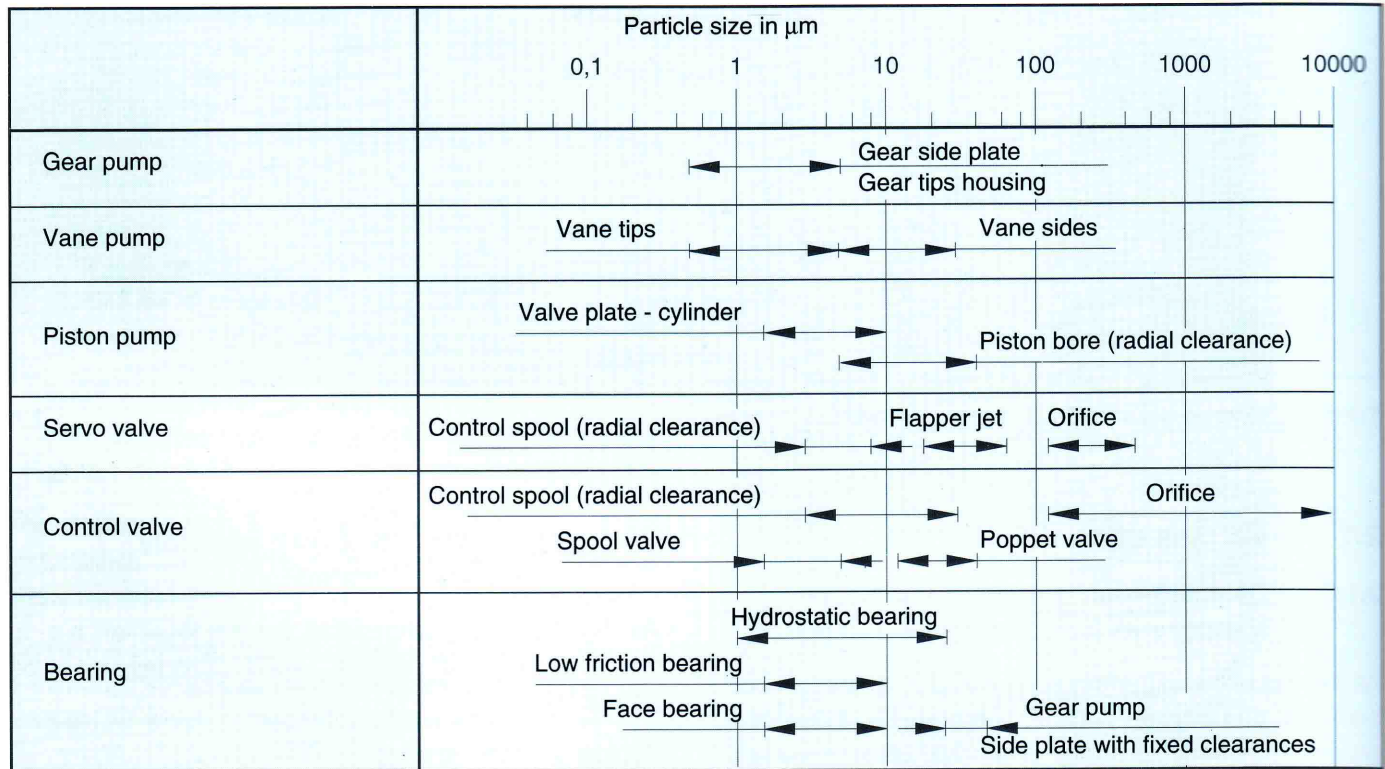 Particle size in μm
0,1 1 10 100 1000 10000
Gear pump
Gear side plate
Gear tips housing
Vane pump
Vane tips
Vane sides
Piston pump
Valve plate - cylinder
Piston bore (radial clearance)
Servo valve
Control spool (radial clearance)
Flapper jet
Orifice
Control valve
Control spool (radial clearance)
Orifice
Spool valve
Poppet valve
Bearing
Hydrostatic bearing
Low friction bearing
Face bearing
Gear pump
Side plate with fixed clearances